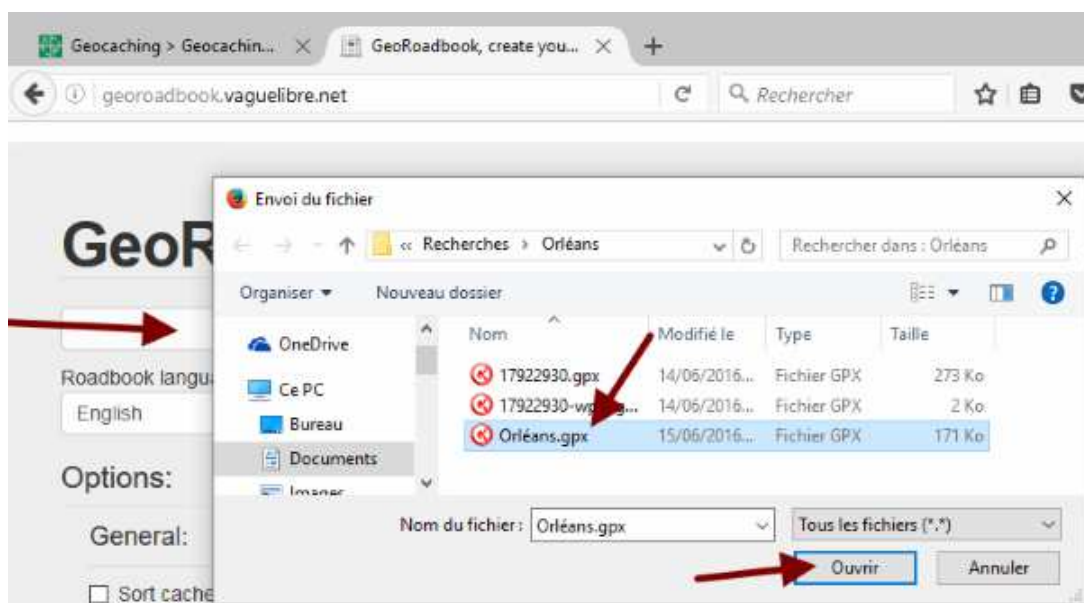 Geocaching > Geocachin...
GeoRoadbook, create you...
georoadbook.vaguelibre.net
Rechercher
Envoi du fichier
GeoR
« Recherches › Orléans
Rechercher dans : Orléans
Organiser
Nouveau dossier
Nom
Modifié le
Type
Taille
OneDrive
Ce PC
Bureau
Documents
Images
17922930.gpx 14/06/2016... Fichier GPX 273 Ko
14/06/2016... Fichier GPX 2 Ko
Orléans.gpx 15/06/2016... Fichier GPX 171 Ko
Roadbook langua
English
Options:
General:
Sort cache
Nom du fichier : Orléans.gpx
Tous les fichiers (*.*)
Ouvrir
Annuler